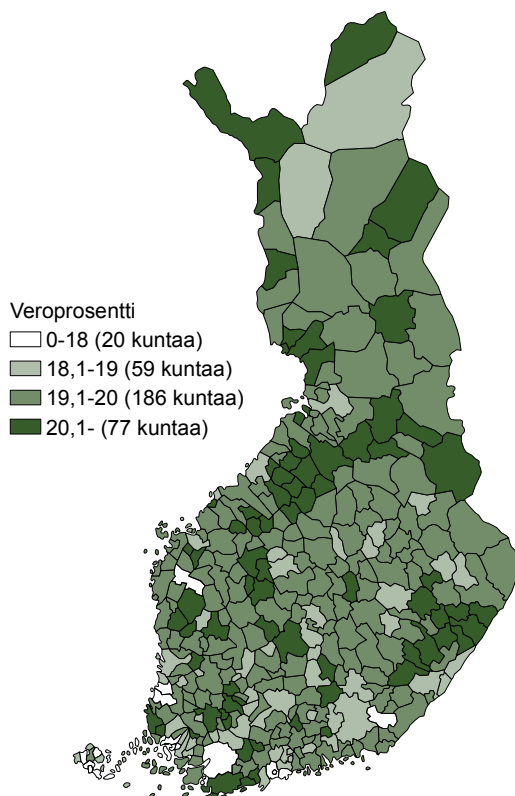 Veroprosentti
0-18 (20 kuntaa)
18,1-19 (59 kuntaa)
19,1-20 (186 kuntaa)
20,1- (77 kuntaa)